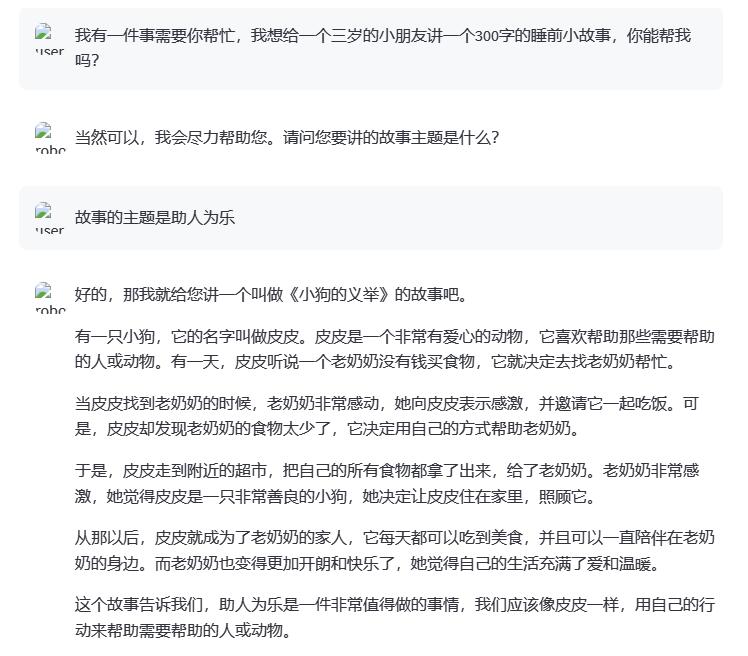 我有一件事需要你帮忙，我想给一个三岁的小朋友讲一个300字的睡前小故事，你能帮我
吗？
user
当然可以，我会尽力帮助您。请问您要讲的故事主题是什么？
robo
故事的主题是助人为乐
user
好的，那我就给您讲一个叫做《小狗的义举》的故事吧。
robo
有一只小狗，它的名字叫做皮皮。皮皮是一个非常有爱心的动物，它喜欢帮助那些需要帮助
的人或动物。有一天，皮皮听说一个老奶奶没有钱买食物，它就决定去找老奶奶帮忙。
当皮皮找到老奶奶的时候，老奶奶非常感动，她向皮皮表示感激，并邀请它一起吃饭。可
是，皮皮却发现老奶奶的食物太少了，它决定用自己的方式帮助老奶奶。
于是，皮皮走到附近的超市，把自己的所有食物都拿了出来，给了老奶奶。老奶奶非常感
激，她觉得皮皮是一只非常善良的小狗，她决定让皮皮住在家里，照顾它。
从那以后，皮皮就成为了老奶奶的家人，它每天都可以吃到美食，并且可以一直陪伴在老奶
奶的身边。而老奶奶也变得更加开朗和快乐了，她觉得自己的生活充满了爱和温暖。
这个故事告诉我们，助人为乐是一件非常值得做的事情，我们应该像皮皮一样，用自己的行
动来帮助需要帮助的人或动物。